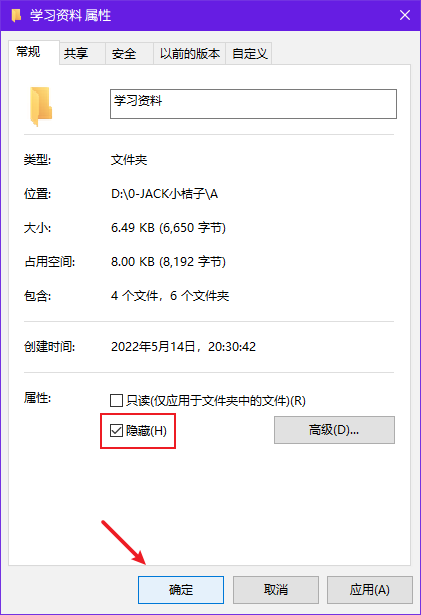 学习资料 属性
常规 共享 安全 以前的版本 自定义
学习资料
类型: 文件夹
位置: D:\0-JACK小桔子\A
大小: 6.49 KB (6,650 字节)
占用空间: 8.00 KB (8,192 字节)
包含: 4 个文件，6 个文件夹
创建时间: 2022年5月14日，20:30:42
属性: 只读(仅应用于文件夹中的文件)(R)
隐藏(H) 高级(D)...
确定 取消 应用(A)